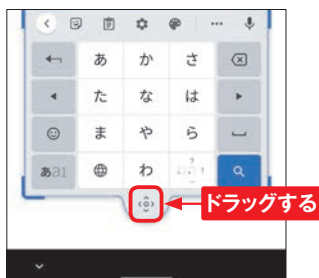 あ か さ
た な は
ま や ら
あa1 わ 、。?!
ドラッグする